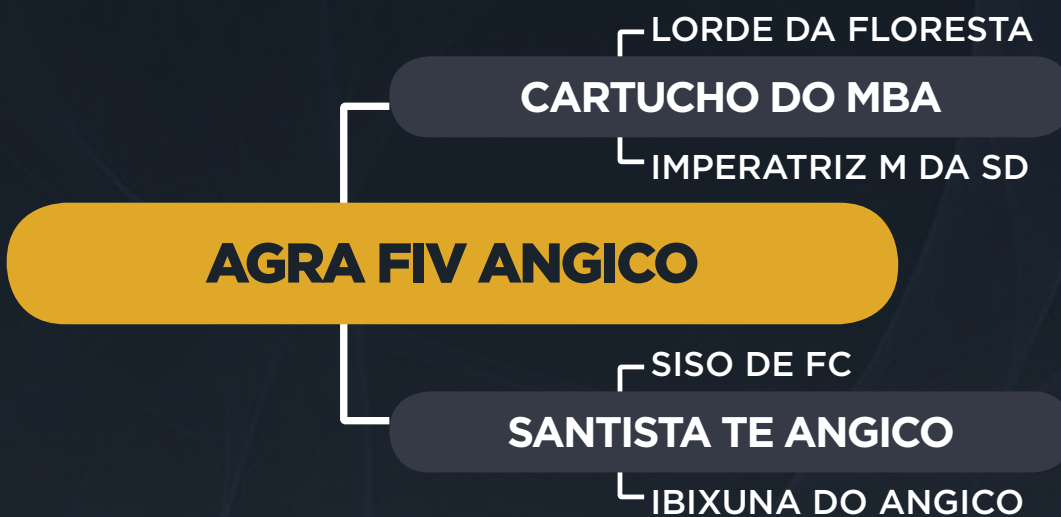 LORDE DA FLORESTA
CARTUCHO DO MBA
IMPERATRIZ M DA SD
AGRA FIV ANGICO
SISO DE FC
SANTISTA TE ANGICO
IBIXUNA DO ANGICO